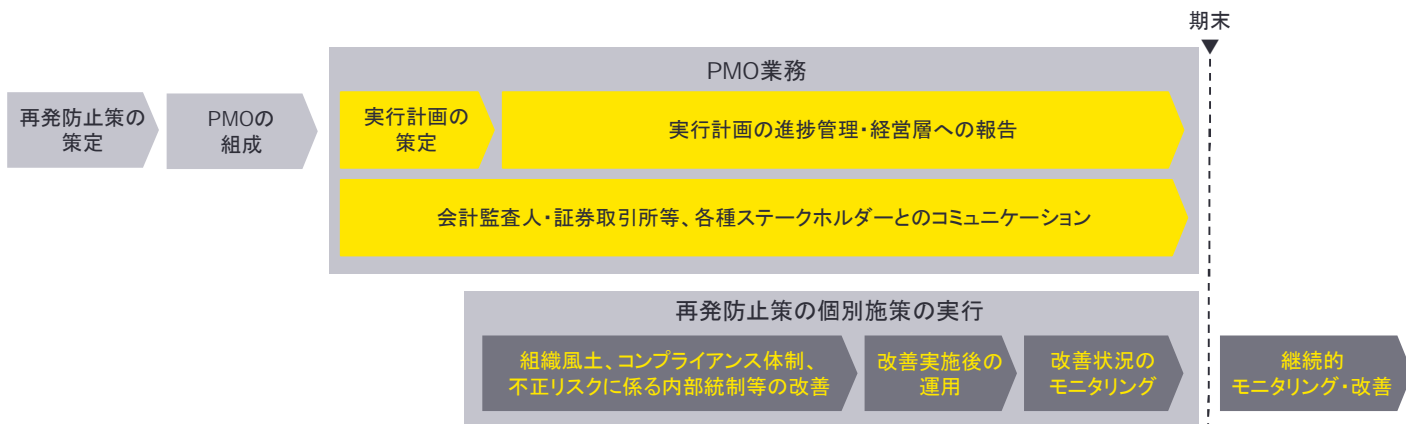 期末
PMO業務
再発防止策の
策定
PMOの
組成
実行計画の
策定
実行計画の進捗管理・経営層への報告
会計監査人・証券取引所等、各種ステークホルダーとのコミュニケーション
再発防止策の個別施策の実行
組織風土、コンプライアンス体制、
不正リスクに係る内部統制等の改善
改善実施後の
運用
改善状況の
モニタリング
継続的
モニタリング・改善